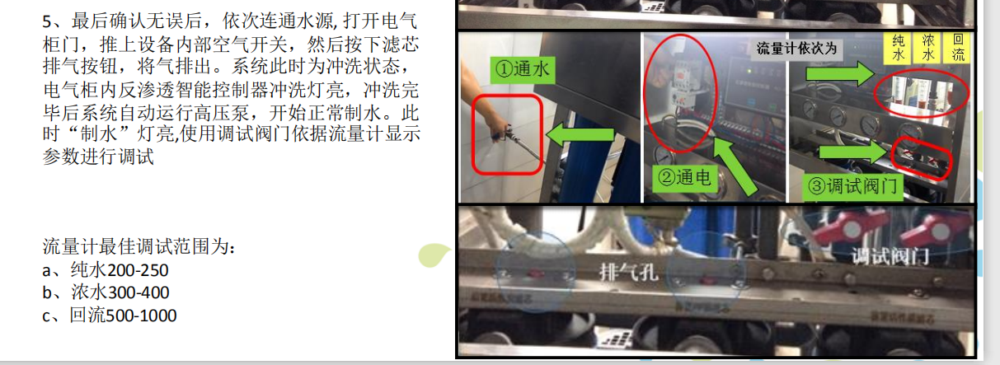 5、最后确认无误后，依次连通水源, 打开电气
柜门，推上设备内部空气开关，然后按下滤芯
排气按钮，将气排出。系统此时为冲洗状态，
电气柜内反渗透智能控制器冲洗灯亮，冲洗完
毕后系统自动运行高压泵，开始正常制水。此
时“制水”灯亮,使用调试阀门依据流量计显示
参数进行调试
流量计最佳调试范围为：
a、纯水200-250
b、浓水300-400
c、回流500-1000
①通水
②通电
流量计依次为
纯水
浓水
回流
③调试阀门
排气孔
调试阀门